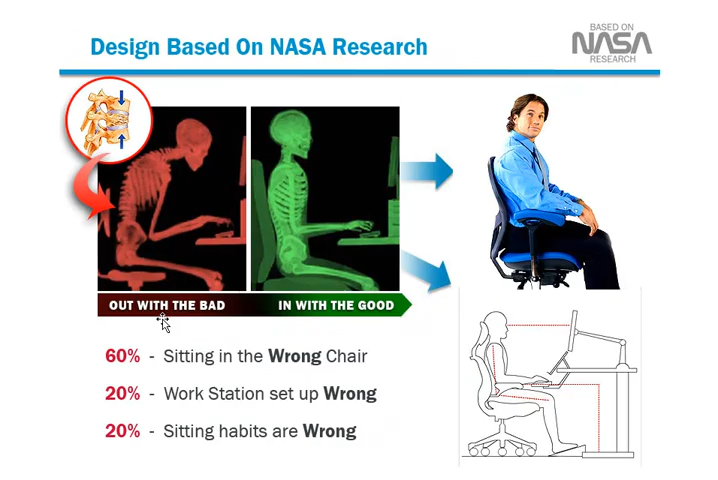 Design Based On NASA Research
BASED ON
NASA
RESEARCH
OUT WITH THE BAD
IN WITH THE GOOD
60% - Sitting in the Wrong Chair
20% - Work Station set up Wrong
20% - Sitting habits are Wrong